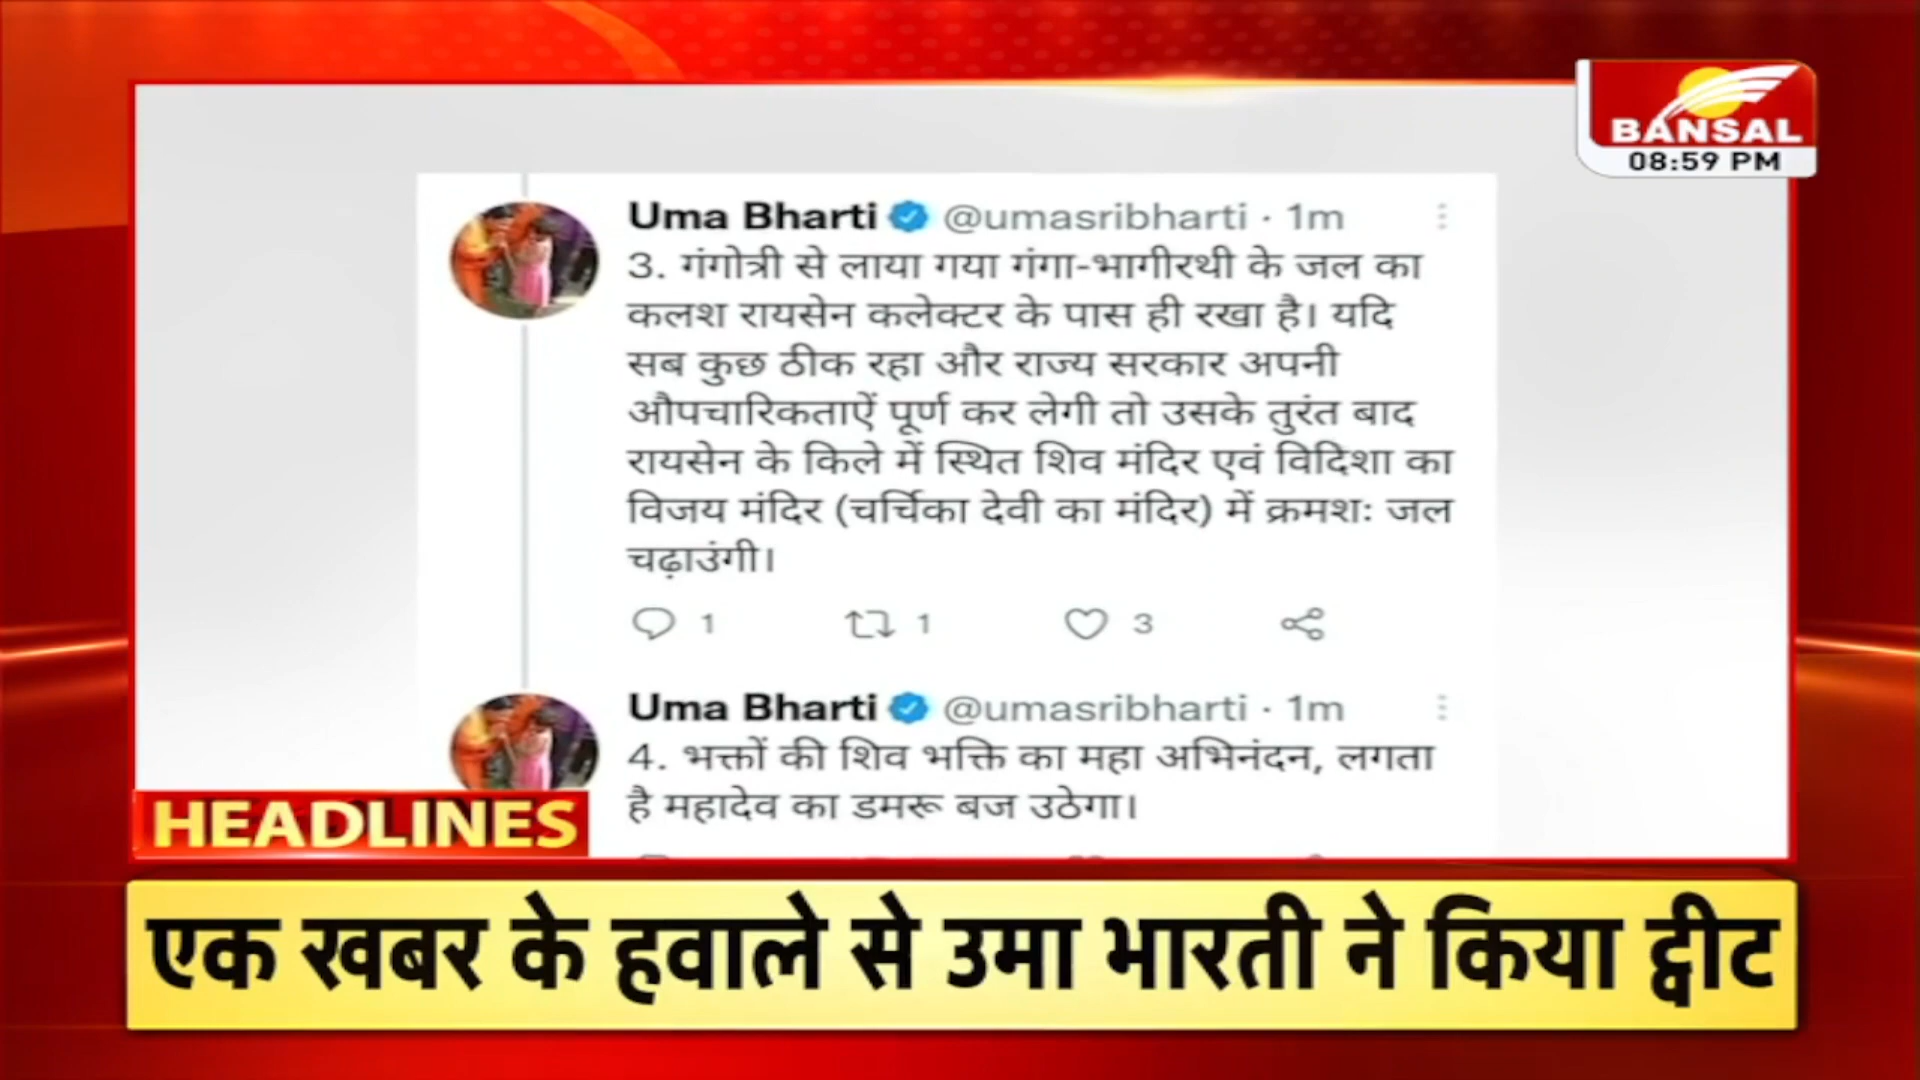 BANSAL
08:59 PM
Uma Bharti @umasribharti · 1m
3. गंगोत्री से लाया गया गंगा-भागीरथी के जल का
कलश रायसेन कलेक्टर के पास ही रखा है। यदि
सब कुछ ठीक रहा और राज्य सरकार अपनी
औपचारिकताऐं पूर्ण कर लेगी तो उसके तुरंत बाद
रायसेन के किले में स्थित शिव मंदिर एवं विदिशा का
विजय मंदिर (चर्चिका देवी का मंदिर) में क्रमशः जल
चढ़ाउंगी।
1 1 3
Uma Bharti @umasribharti · 1m
4. भक्तों की शिव भक्ति का महा अभिनंदन, लगता
है महादेव का डमरू बज उठेगा।
HEADLINES
एक खबर के हवाले से उमा भारती ने किया ट्वीट